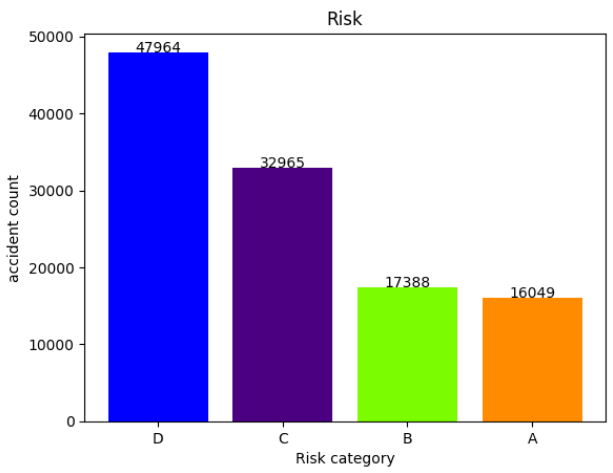 Risk
50000
40000
30000
20000
10000
0
accident count
47964
32965
17388
16049
D C B A
Risk category